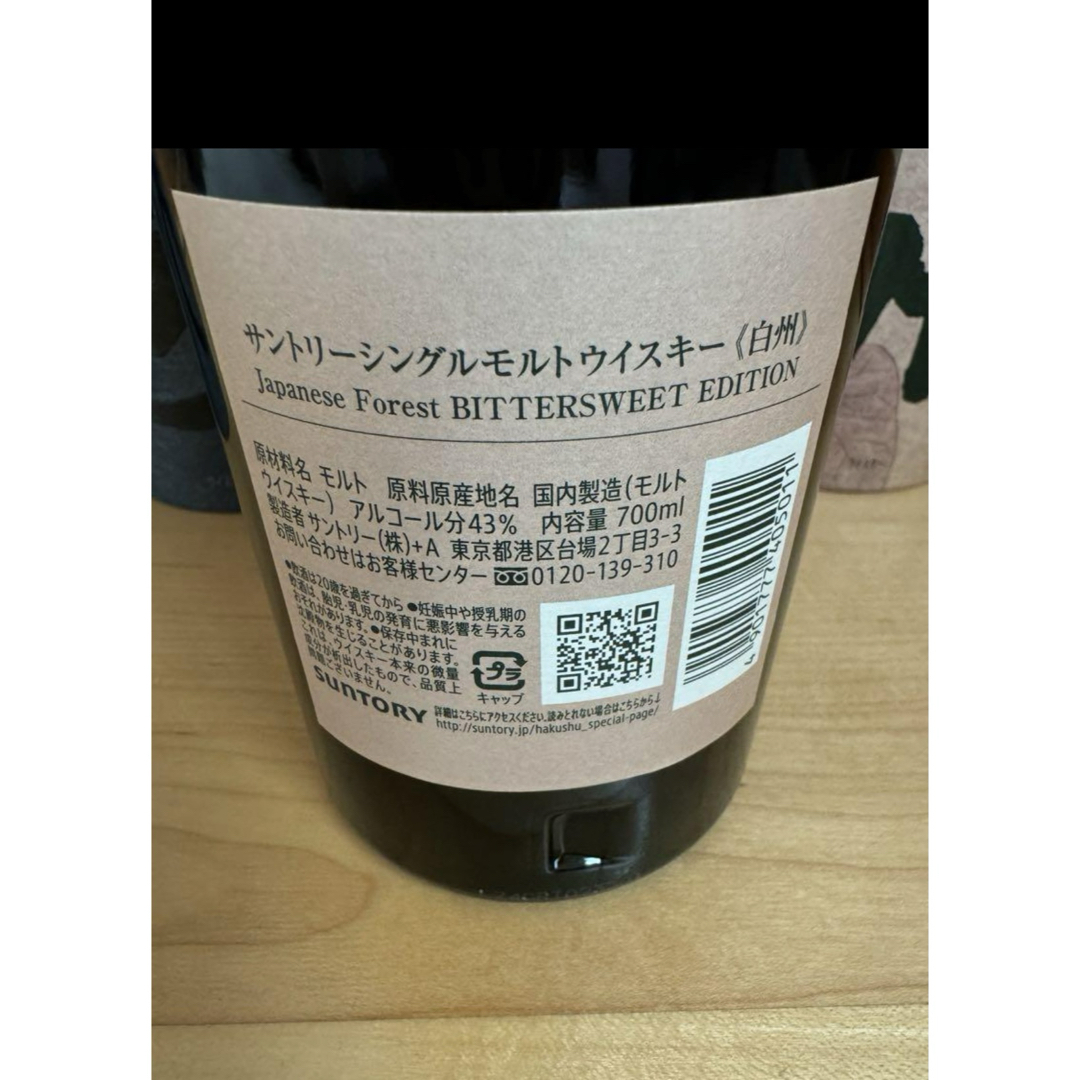 サントリーシングルモルトウイスキー《白州》
Japanese Forest BITTERSWEET EDITION
原材料名 モルト 原料原産地名 国内製造(モルト
ウイスキー) アルコール分43% 内容量 700ml
製造者 サントリー(株)+A 東京都港区台場2丁目3-3
お問い合わせはお客様センター 0120-139-310
●飲酒は20歳を過ぎてから ●妊娠中や授乳期の
飲酒は、胎児・乳児の発育に悪影響を与える
おそれがあります。●保存中まれに
沈殿物を生じることがあります。
これは、ウイスキー本来の微量
成分が析出したもので、品質上
問題ございません。
プラ
キャップ
SUNTORY
詳細はこちらにアクセスください。読みとれない場合はこちらから↓
http://suntory.jp/hakushu_special-page/
4 901777 405011